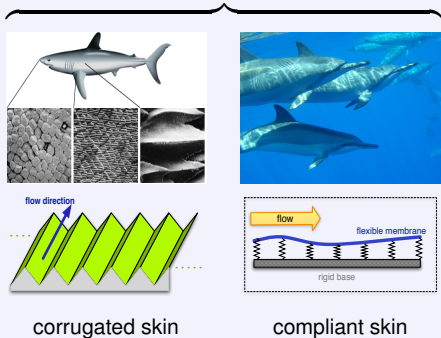 flow direction
flow
flexible membrane
rigid base
corrugated skin
compliant skin